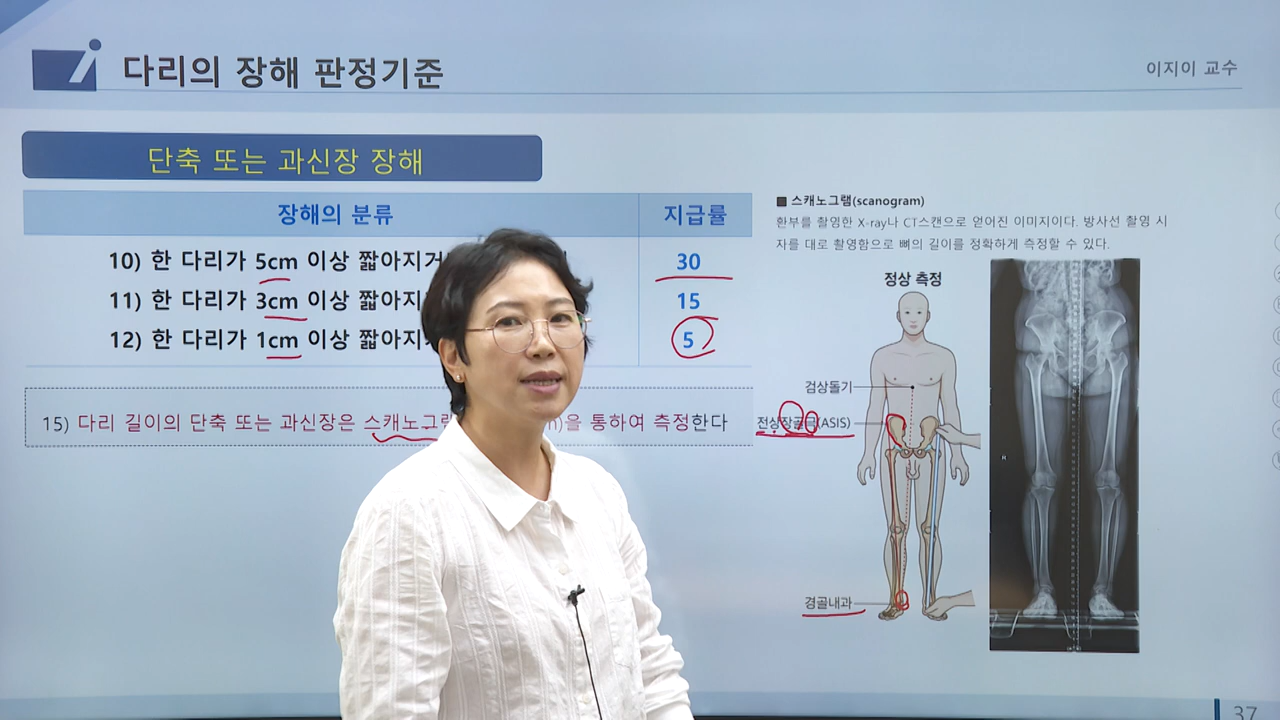 다리의 장해 판정기준
이지이 교수
단축 또는 과신장 장해
장해의 분류 지급률
10) 한 다리가 5cm 이상 짧아지거 30
11) 한 다리가 3cm 이상 짧아지 15
12) 한 다리가 1cm 이상 짧아지 5
15) 다리 길이의 단축 또는 과신장은 스캐노그 을 통하여 측정한다
■ 스캐노그램(scanogram)
환부를 촬영한 X-ray나 CT스캔으로 얻어진 이미지이다. 방사선 촬영 시
자를 대로 촬영함으로 뼈의 길이를 정확하게 측정할 수 있다.
정상 측정
검상돌기
전상장골극(ASIS)
경골내과
R
37